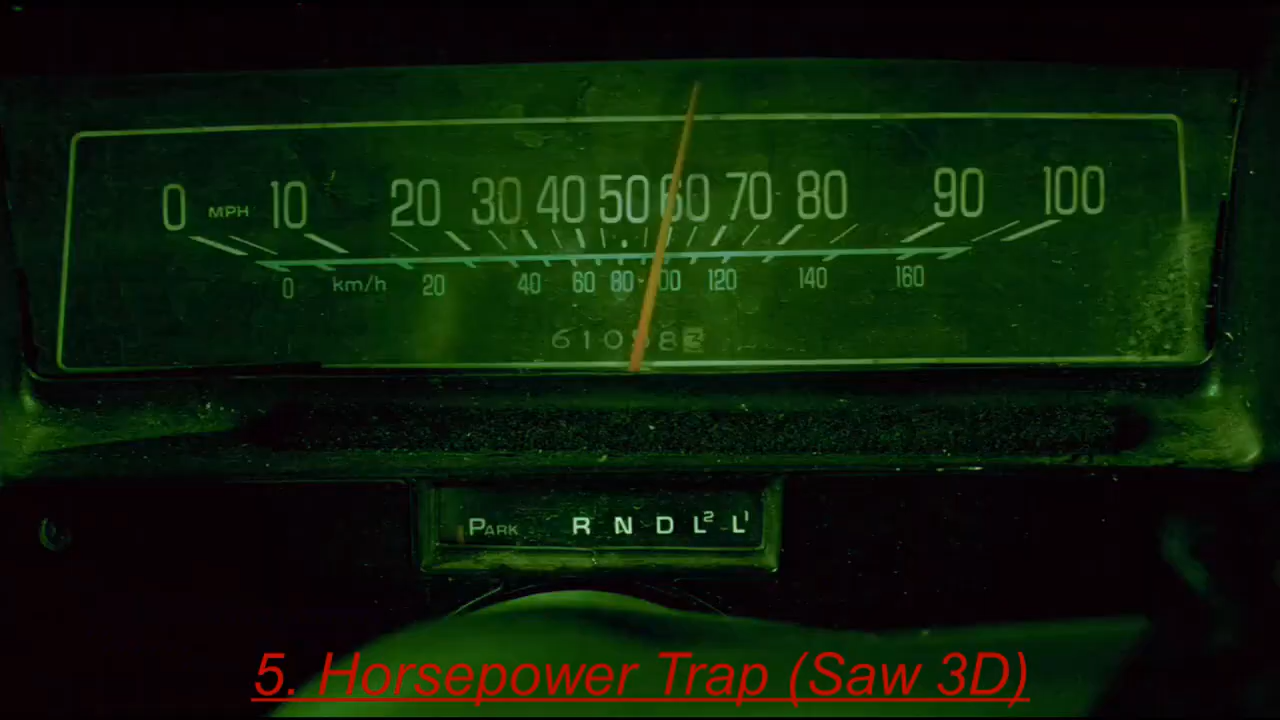 0 MPH 10 20 30 40 50 60 70 80 90 100
0 km/h 20 40 60 80 120 140 160
PARK R N D L² L¹
5. Horsepower Trap (Saw 3D)